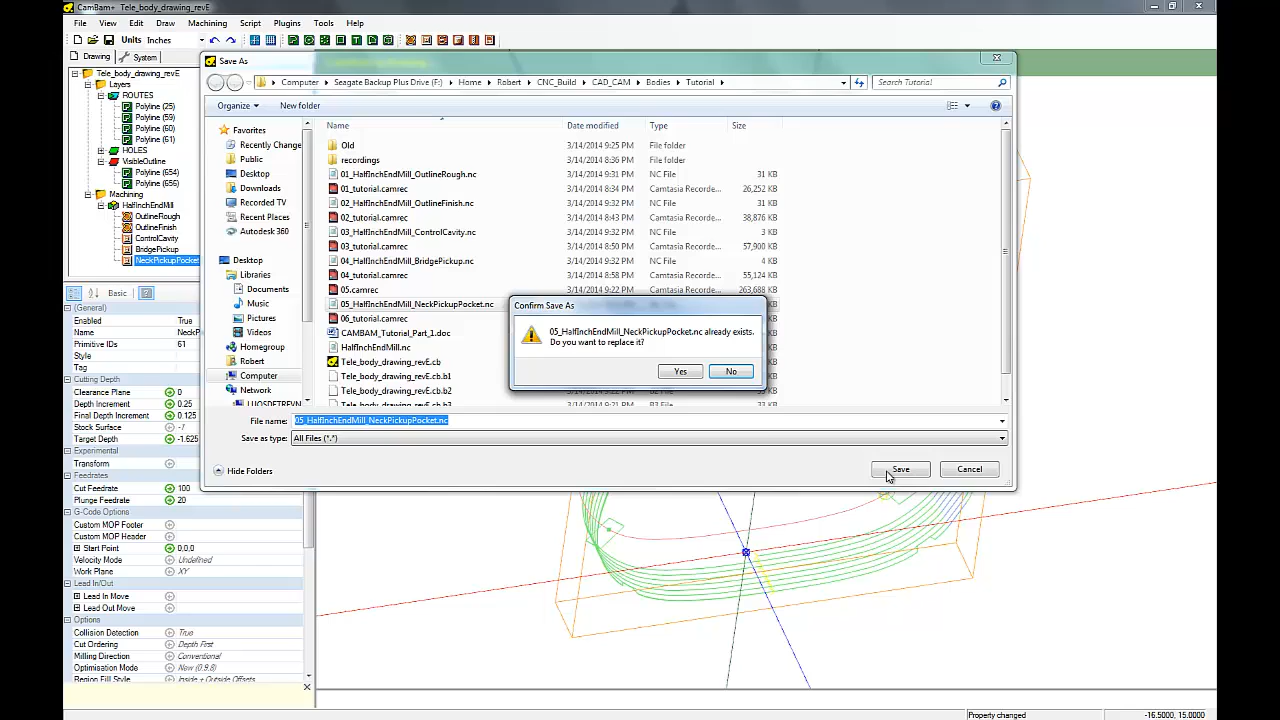 CamBam+ Tele_body_drawing_revE
File View Edit Draw Machining Script Plugins Tools Help
Units Inches
Drawing System
Tele_body_drawing_revE
Layers
ROUTES
Polyline (25)
Polyline (59)
Polyline (60)
Polyline (61)
HOLES
VisibleOutline
Polyline (654)
Polyline (656)
Machining
HalfInchEndMill
OutlineRough
OutlineFinish
ControlCavity
BridgePickup
NeckPickupPocket
Basic
(General)
Enabled True
Name NeckP
Primitive IDs 61
Style
Tag
Cutting Depth
Clearance Plane 0
Depth Increment 0.25
Final Depth Increment 0.125
Stock Surface -1
Target Depth -1.625
Experimental
Transform
Feedrates
Cut Feedrate 100
Plunge Feedrate 20
G-Code Options
Custom MOP Footer
Custom MOP Header
Start Point 0,0,0
Velocity Mode Undefined
Work Plane XY
Lead In/Out
Lead In Move
Lead Out Move
Options
Collision Detection True
Cut Ordering Depth First
Milling Direction Conventional
Optimisation Mode New (0.9.8)
Region Fill Style Inside + Outside Offsets
Save As
Computer Seagate Backup Plus Drive (F:) Home Robert CNC_Build CAD_CAM Bodies Tutorial Search Tutorial
Organize New folder
Favorites
Recently Change
Public
Desktop
Downloads
Recorded TV
Recent Places
Autodesk 360
Desktop
Libraries
Documents
Music
Pictures
Videos
Homegroup
Robert
Computer
Network
Name Date modified Type Size
Old 3/14/2014 9:25 PM File folder
recordings 3/14/2014 8:36 PM File folder
01_HalfInchEndMill_OutlineRough.nc 3/14/2014 9:31 PM NC File 31 KB
01_tutorial.camrec 3/14/2014 8:39 PM Camtasia Recorde... 26,252 KB
02_HalfInchEndMill_OutlineFinish.nc 3/14/2014 9:32 PM NC File 31 KB
02_tutorial.camrec 3/14/2014 8:43 PM Camtasia Recorde... 38,876 KB
03_HalfInchEndMill_ControlCavity.nc 3/14/2014 9:32 PM NC File 3 KB
03_tutorial.camrec 3/14/2014 8:49 PM Camtasia Recorde... 57,900 KB
04_HalfInchEndMill_BridgePickup.nc 3/14/2014 9:32 PM NC File 4 KB
04_tutorial.camrec 3/14/2014 8:58 PM Camtasia Recorde... 55,124 KB
05.camrec 3/14/2014 9:25 PM Camtasia Recorde... 263,688 KB
05_HalfInchEndMill_NeckPickupPocket.nc
06_tutorial.camrec
CAMBAM_Tutorial_Part_1.doc
HalfInchEndMill.nc
Tele_body_drawing_revE.cb
Tele_body_drawing_revE.cb.b1
Tele_body_drawing_revE.cb.b2
Tele_body_drawing_revE.cb.b3
Confirm Save As
05_HalfInchEndMill_NeckPickupPocket.nc already exists.
Do you want to replace it?
Yes No
File name: 05_HalfInchEndMill_NeckPickupPocket.nc
Save as type: All Files (*.*)
Hide Folders Save Cancel
Property changed -16.5000, 15.0000